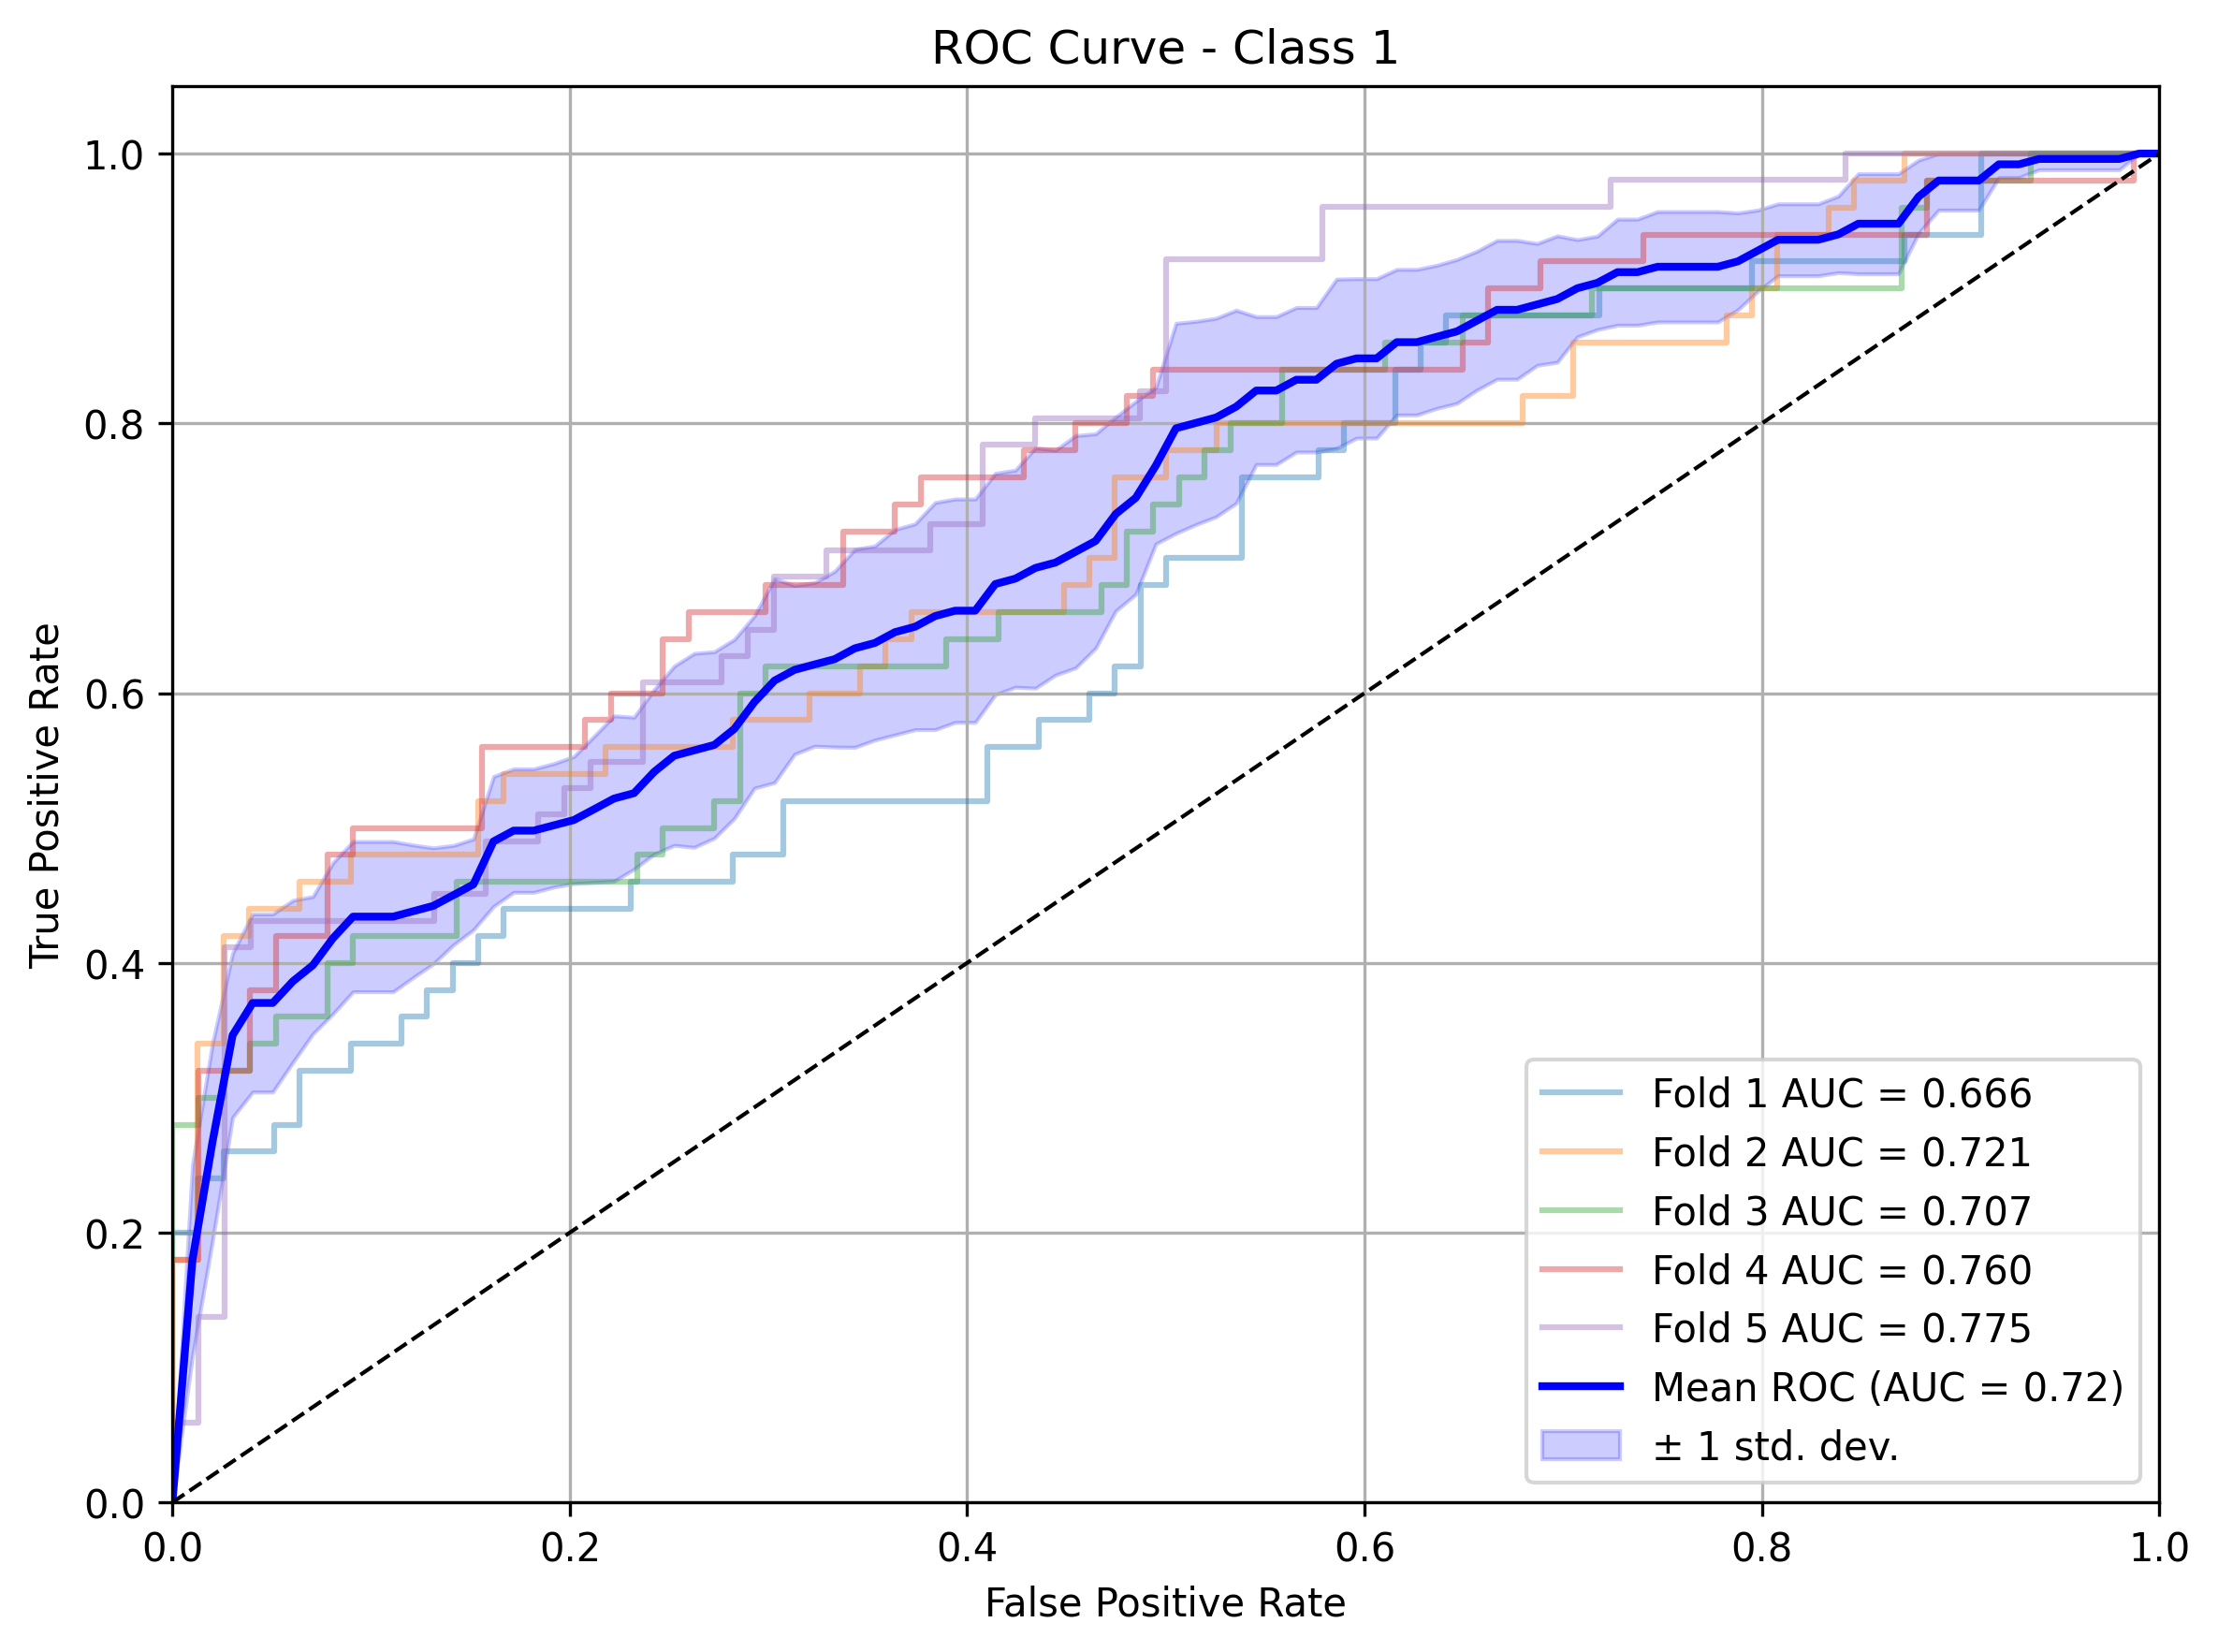 ROC Curve - Class 1
True Positive Rate
1.0
0.8
0.6
0.4
0.2
0.0
0.0 0.2 0.4 0.6 0.8 1.0
False Positive Rate
Fold 1 AUC = 0.666
Fold 2 AUC = 0.721
Fold 3 AUC = 0.707
Fold 4 AUC = 0.760
Fold 5 AUC = 0.775
Mean ROC (AUC = 0.72)
± 1 std. dev.